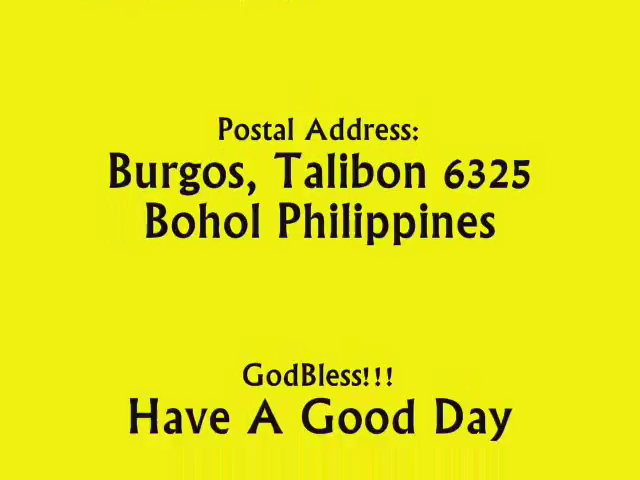 Postal Address:
Burgos, Talibon 6325
Bohol Philippines
GodBless!!!
Have A Good Day